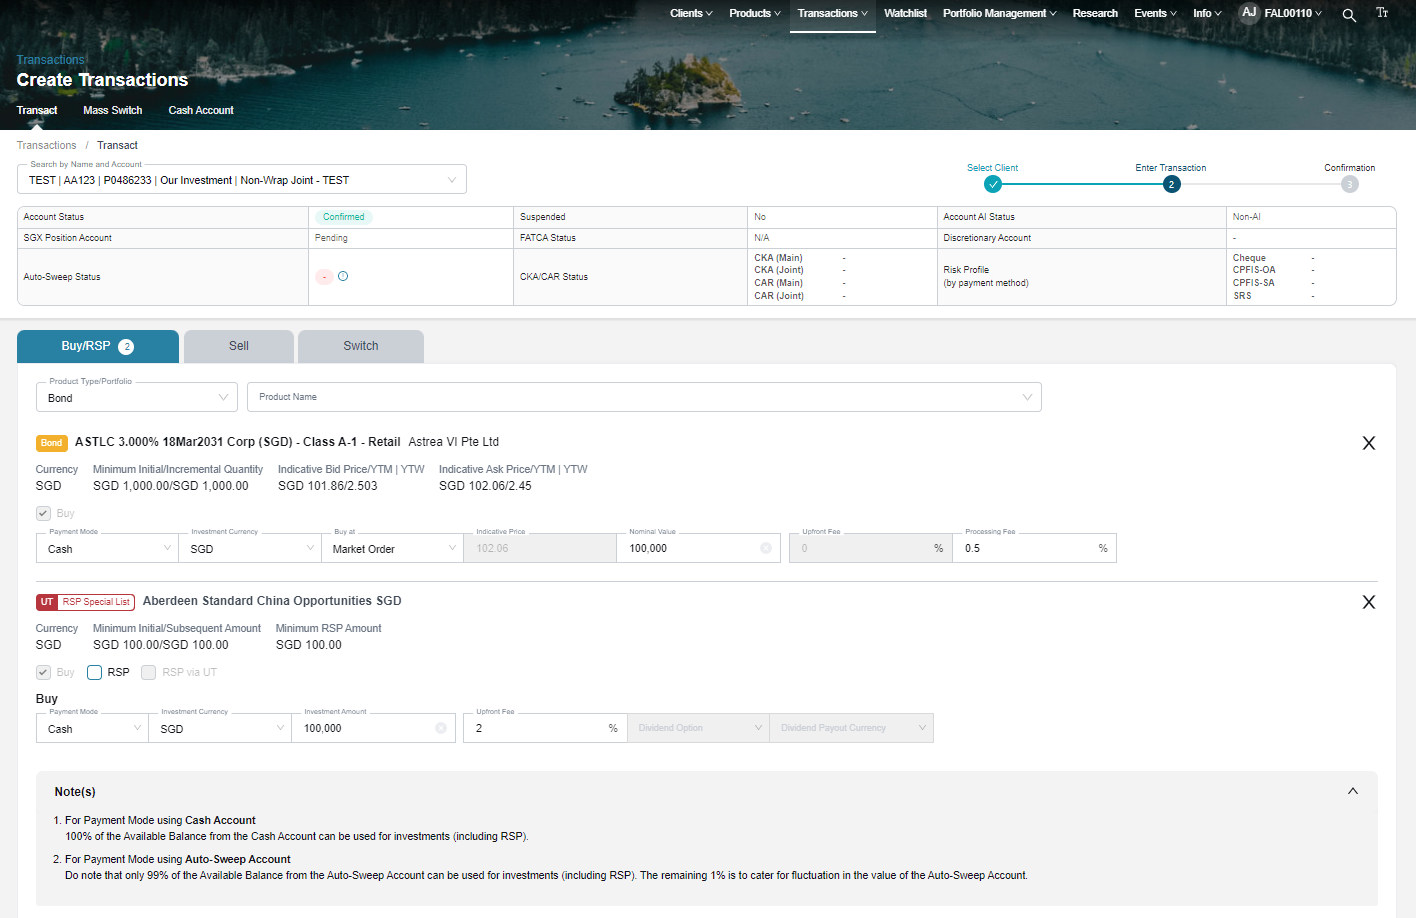 Clients Products Transactions Watchlist Portfolio Management Research Events Info AJ FAL00110 Tт
Transactions
Create Transactions
Transact Mass Switch Cash Account
Transactions / Transact
Search by Name and Account
TEST | AA123 | P0486233 | Our Investment | Non-Wrap Joint - TEST
Select Client Enter Transaction Confirmation
2 3
Account Status Confirmed Suspended No Account AI Status Non-AI
SGX Position Account Pending FATCA Status N/A Discretionary Account -
Auto-Sweep Status - CKA/CAR Status
CKA (Main) -
CKA (Joint) -
CAR (Main) -
CAR (Joint) -
Risk Profile
(by payment method)
Cheque -
CPFIS-OA -
CPFIS-SA -
SRS -
Buy/RSP 2 Sell Switch
Product Type/Portfolio
Bond Product Name
Bond ASTLC 3.000% 18Mar2031 Corp (SGD) - Class A-1 - Retail Astrea VI Pte Ltd X
Currency Minimum Initial/Incremental Quantity Indicative Bid Price/YTM | YTW Indicative Ask Price/YTM | YTW
SGD SGD 1,000.00/SGD 1,000.00 SGD 101.86/2.503 SGD 102.06/2.45
Buy
Payment Mode Investment Currency Buy at Indicative Price Nominal Value Upfront Fee Processing Fee
Cash SGD Market Order 102.06 100,000 0 % 0.5 %
UT RSP Special List Aberdeen Standard China Opportunities SGD X
Currency Minimum Initial/Subsequent Amount Minimum RSP Amount
SGD SGD 100.00/SGD 100.00 SGD 100.00
Buy RSP RSP via UT
Buy
Payment Mode Investment Currency Investment Amount Upfront Fee
Cash SGD 100,000 2 % Dividend Option Dividend Payout Currency
Note(s)
1. For Payment Mode using Cash Account
100% of the Available Balance from the Cash Account can be used for investments (including RSP).
2. For Payment Mode using Auto-Sweep Account
Do note that only 99% of the Available Balance from the Auto-Sweep Account can be used for investments (including RSP). The remaining 1% is to cater for fluctuation in the value of the Auto-Sweep Account.